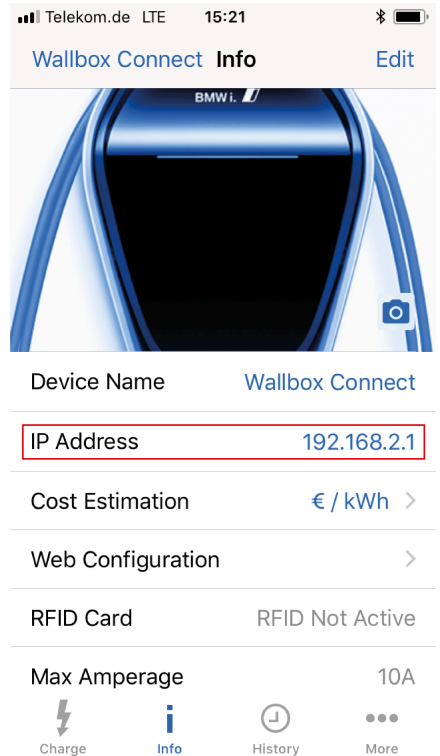 Telekom.de LTE 15:21
Wallbox Connect Info Edit
BMW i.
Device Name Wallbox Connect
IP Address 192.168.2.1
Cost Estimation € / kWh
Web Configuration
RFID Card RFID Not Active
Max Amperage 10A
Charge Info History More